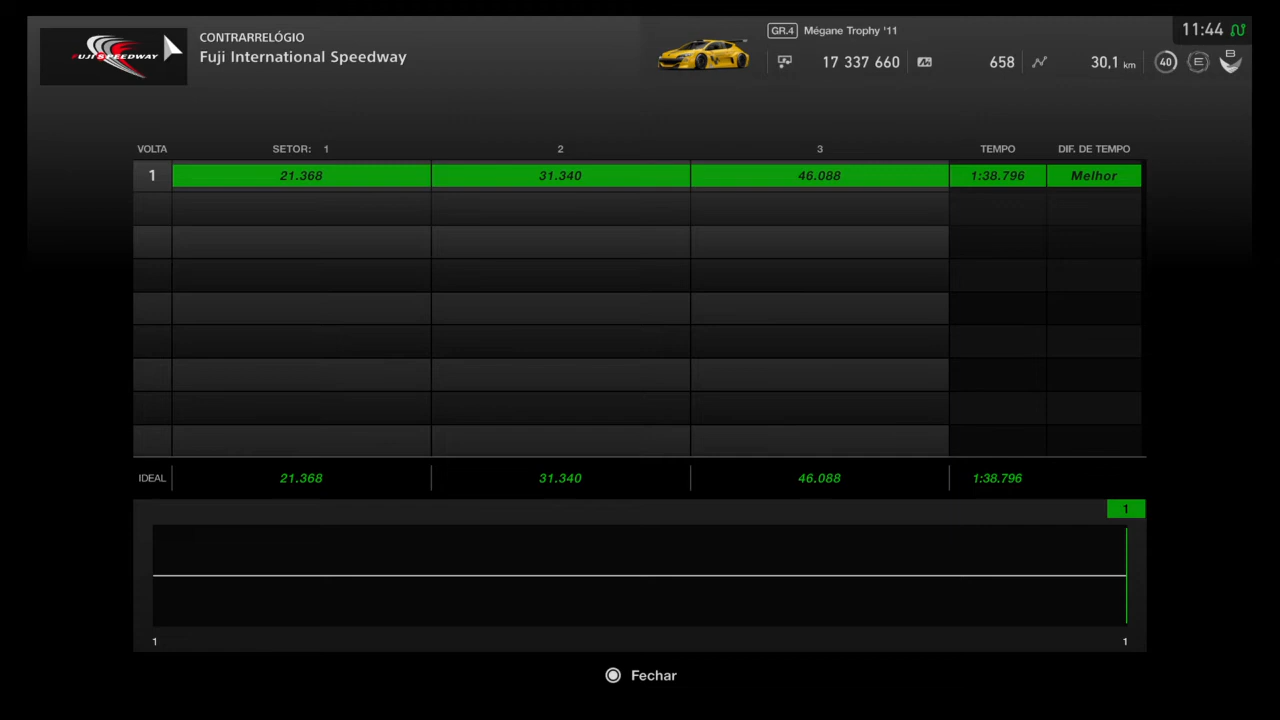 FUJI SPEEDWAY
CONTRARRELÓGIO
Fuji International Speedway
GR.4 Mégane Trophy '11
17 337 660 658 30,1 km 40 E B
11:44
VOLTA SETOR: 1 2 3 TEMPO DIF. DE TEMPO
1 21.368 31.340 46.088 1:38.796 Melhor
IDEAL 21.368 31.340 46.088 1:38.796
1
1 1
Fechar